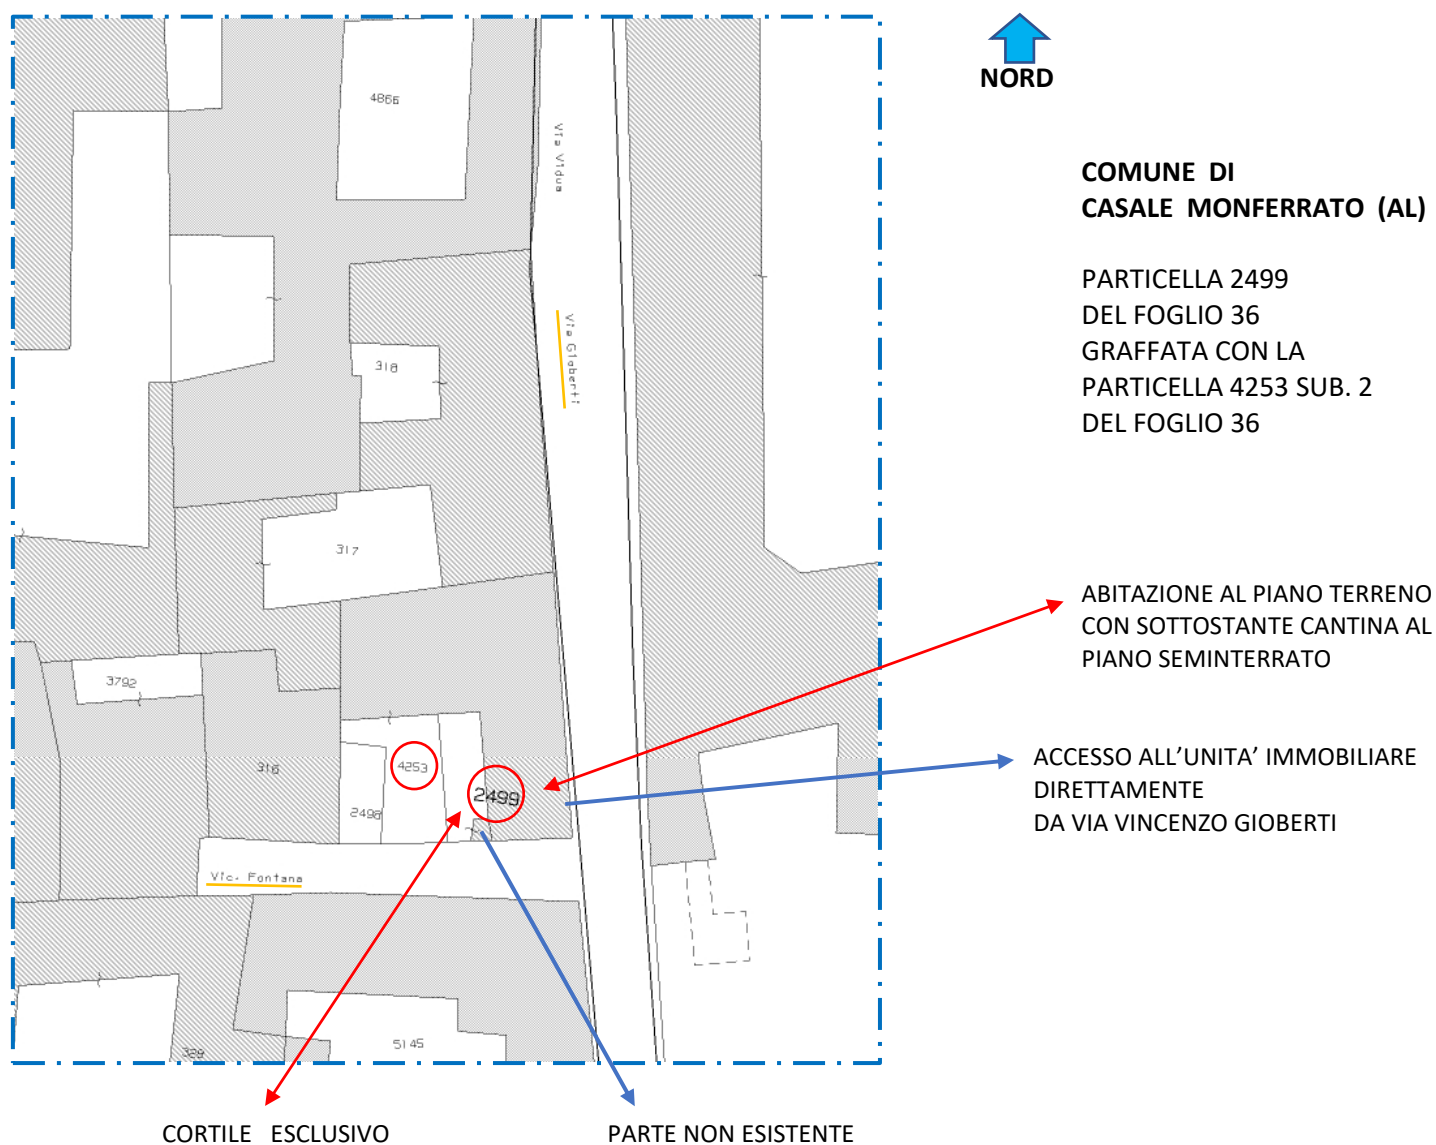 NORD
4866
Via Vidua
COMUNE DI
CASALE MONFERRATO (AL)
PARTICELLA 2499
DEL FOGLIO 36
GRAFFATA CON LA
PARTICELLA 4253 SUB. 2
DEL FOGLIO 36
Via Gioberti
318
317
ABITAZIONE AL PIANO TERRENO
CON SOTTOSTANTE CANTINA AL
PIANO SEMINTERRATO
3792
316
4253
2499
2498
ACCESSO ALL’UNITA’ IMMOBILIARE
DIRETTAMENTE
DA VIA VINCENZO GIOBERTI
Vic. Fontana
328
5145
CORTILE ESCLUSIVO
PARTE NON ESISTENTE